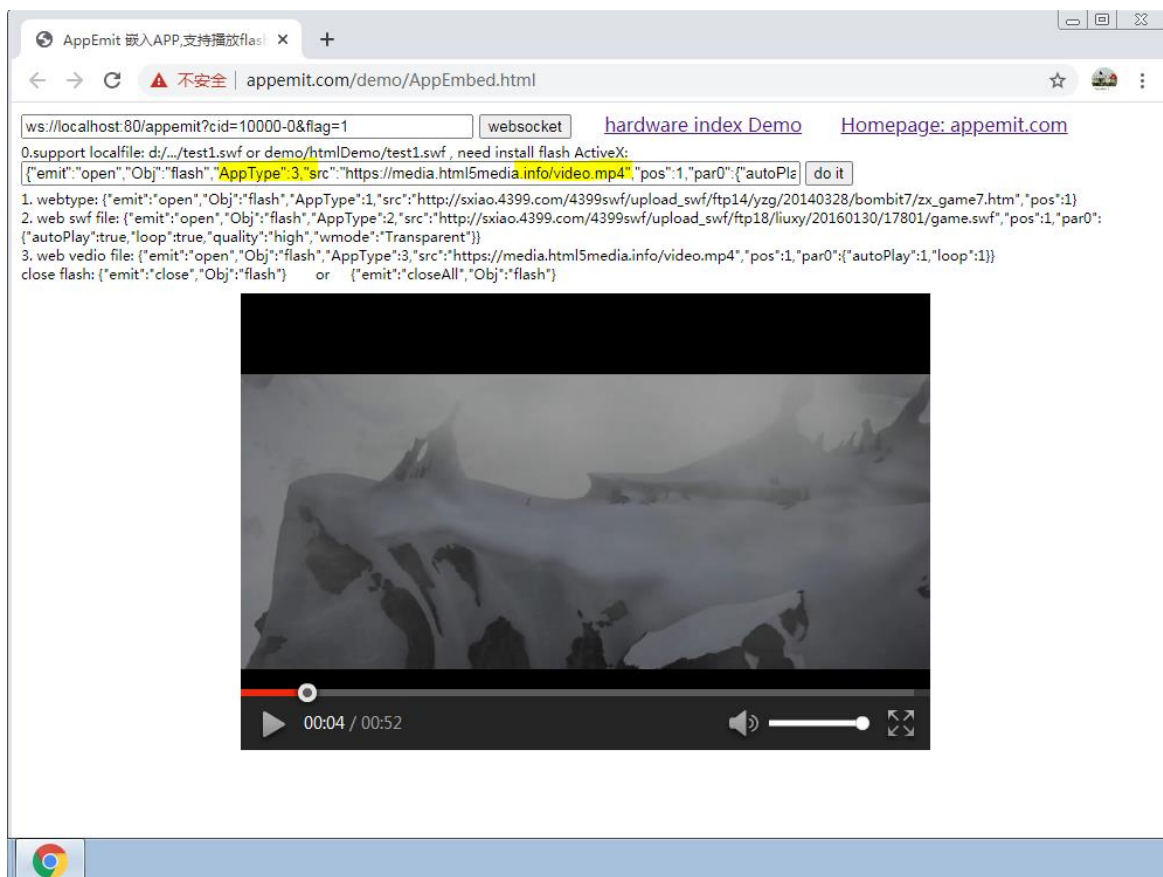 AppEmit 嵌入APP,支持播放flas
不安全 | appemit.com/demo/AppEmbed.html
ws://localhost:80/appemit?cid=10000-0&flag=1 websocket hardware index Demo Homepage: appemit.com
0.support localfile: d:/.../test1.swf or demo/htmlDemo/test1.swf , need install flash ActiveX:
{"emit":"open","Obj":"flash","AppType":3,"src":"https://media.html5media.info/video.mp4","pos":1,"par0":{"autoPla do it
1. webtype: {"emit":"open","Obj":"flash","AppType":1,"src":"http://sxiao.4399.com/4399swf/upload_swf/ftp14/yzg/20140328/bombit7/zx_game7.htm","pos":1}
2. web swf file: {"emit":"open","Obj":"flash","AppType":2,"src":"http://sxiao.4399.com/4399swf/upload_swf/ftp18/liuxy/20160130/17801/game.swf","pos":1,"par0":
{"autoPlay":true,"loop":true,"quality":"high","wmode":"Transparent"}}
3. web vedio file: {"emit":"open","Obj":"flash","AppType":3,"src":"https://media.html5media.info/video.mp4","pos":1,"par0":{"autoPlay":1,"loop":1}}
close flash: {"emit":"close","Obj":"flash"} or {"emit":"closeAll","Obj":"flash"}
00:04 / 00:52